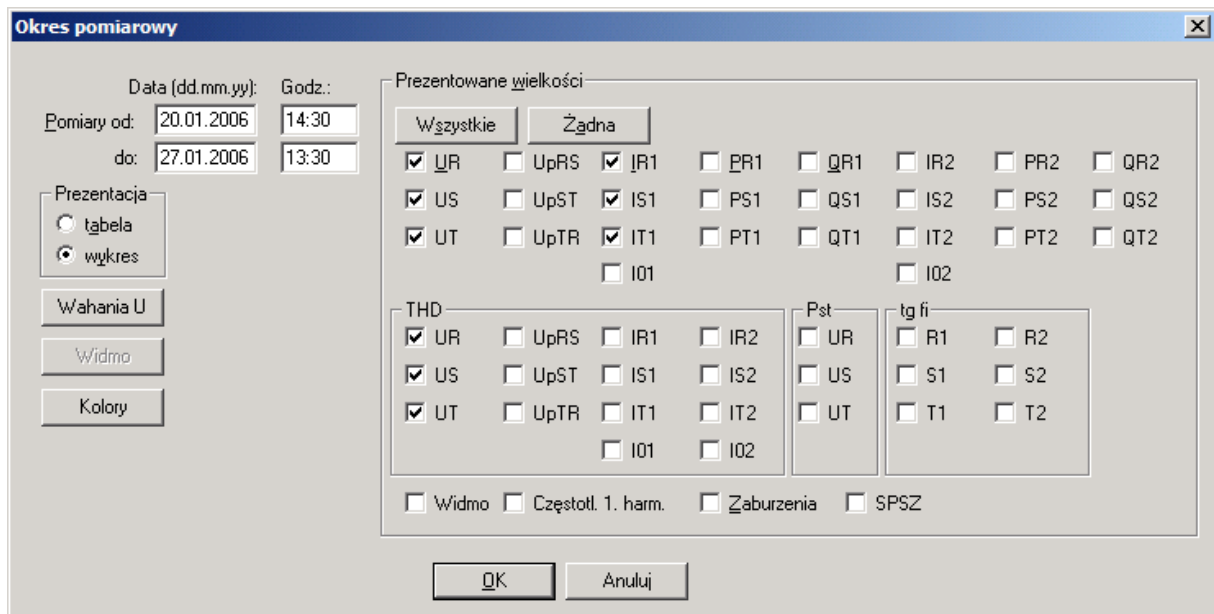 Okres pomiarowy
Data (dd.mm.yy): Godz.:
Pomiary od: 20.01.2006 14:30
do: 27.01.2006 13:30
Prezentacja
tabela
wykres
Wahania U
Widmo
Kolory
Prezentowane wielkości
Wszystkie Żadna
UR UpRS IR1 PR1 QR1 IR2 PR2 QR2
US UpST IS1 PS1 QS1 IS2 PS2 QS2
UT UpTR IT1 PT1 QT1 IT2 PT2 QT2
I01 I02
THD Pst tg fi
UR UpRS IR1 IR2 UR R1 R2
US UpST IS1 IS2 US S1 S2
UT UpTR IT1 IT2 UT T1 T2
I01 I02
Widmo Częstotl. 1. harm. Zaburzenia SPSZ
OK Anuluj